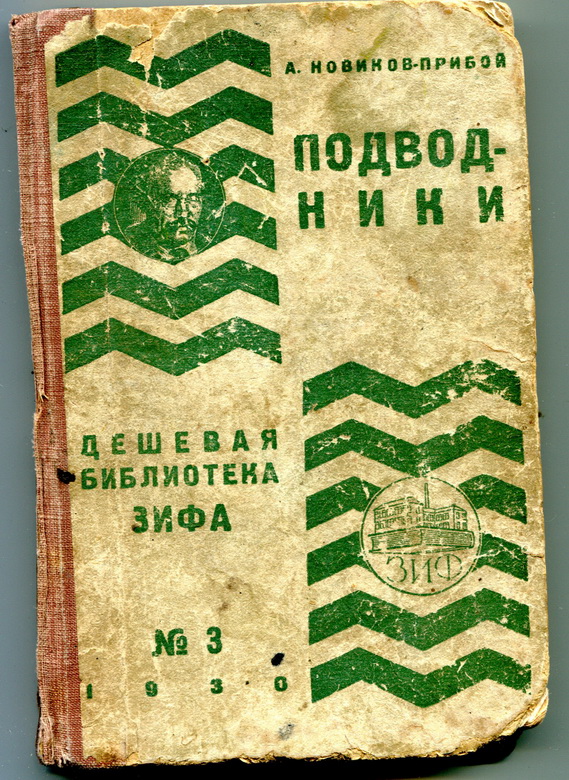 А. НОВИКОВ-ПРИБОЙ
ПОДВОД-
НИКИ
ДЕШЕВАЯ
БИБЛИОТЕКА
ЗИФА
ЗИФ
№ 3
1930